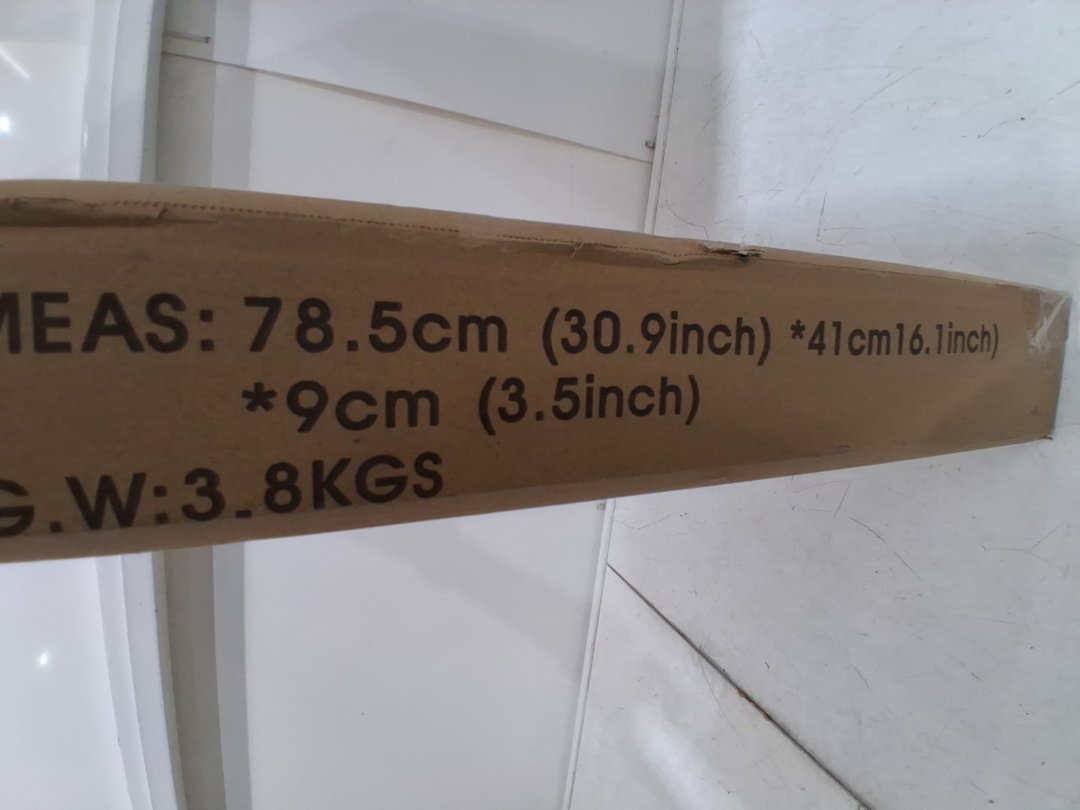 MEAS: 78.5cm (30.9inch) *41cm16.1inch)
*9cm (3.5inch)
G.W:3.8KGS